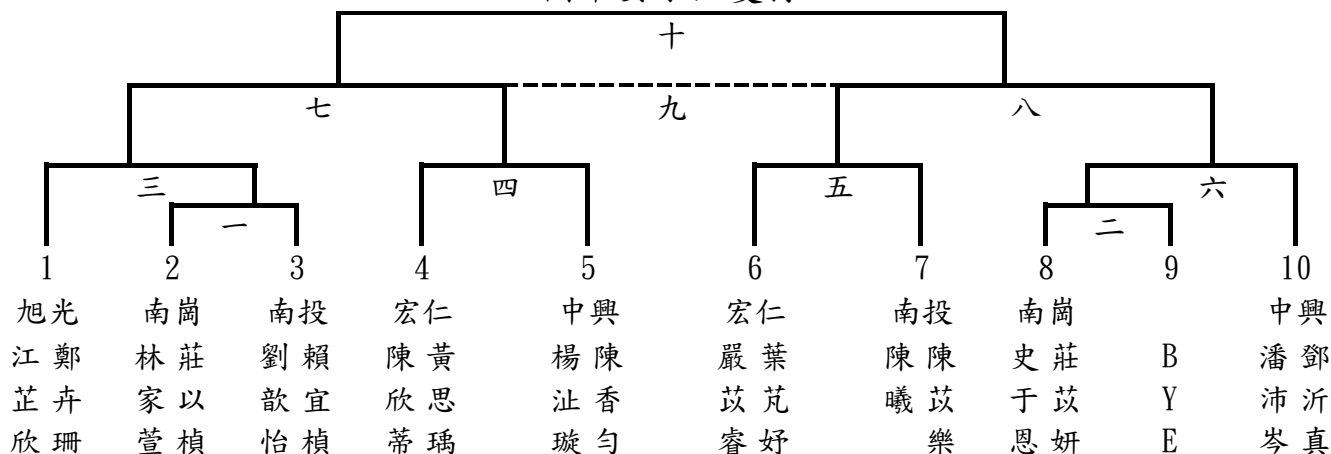 十
七 九 八
三 四 五 六
一 二
1 2 3 4 5 6 7 8 9 10
旭光 南崗 南投 宏仁 中興 宏仁 南投 南崗 中興
江 鄭 林 莊 劉 賴 陳 黃 楊 陳 嚴 葉 陳 陳 史 莊 B 潘 鄧
芷 卉 家 以 歆 宜 欣 思 沚 香 苡 芃 曦 苡 于 苡 Y 沛 沂
欣 珊 萱 楨 怡 楨 蒂 瑀 璇 勻 睿 妤 樂 恩 妍 E 岑 真